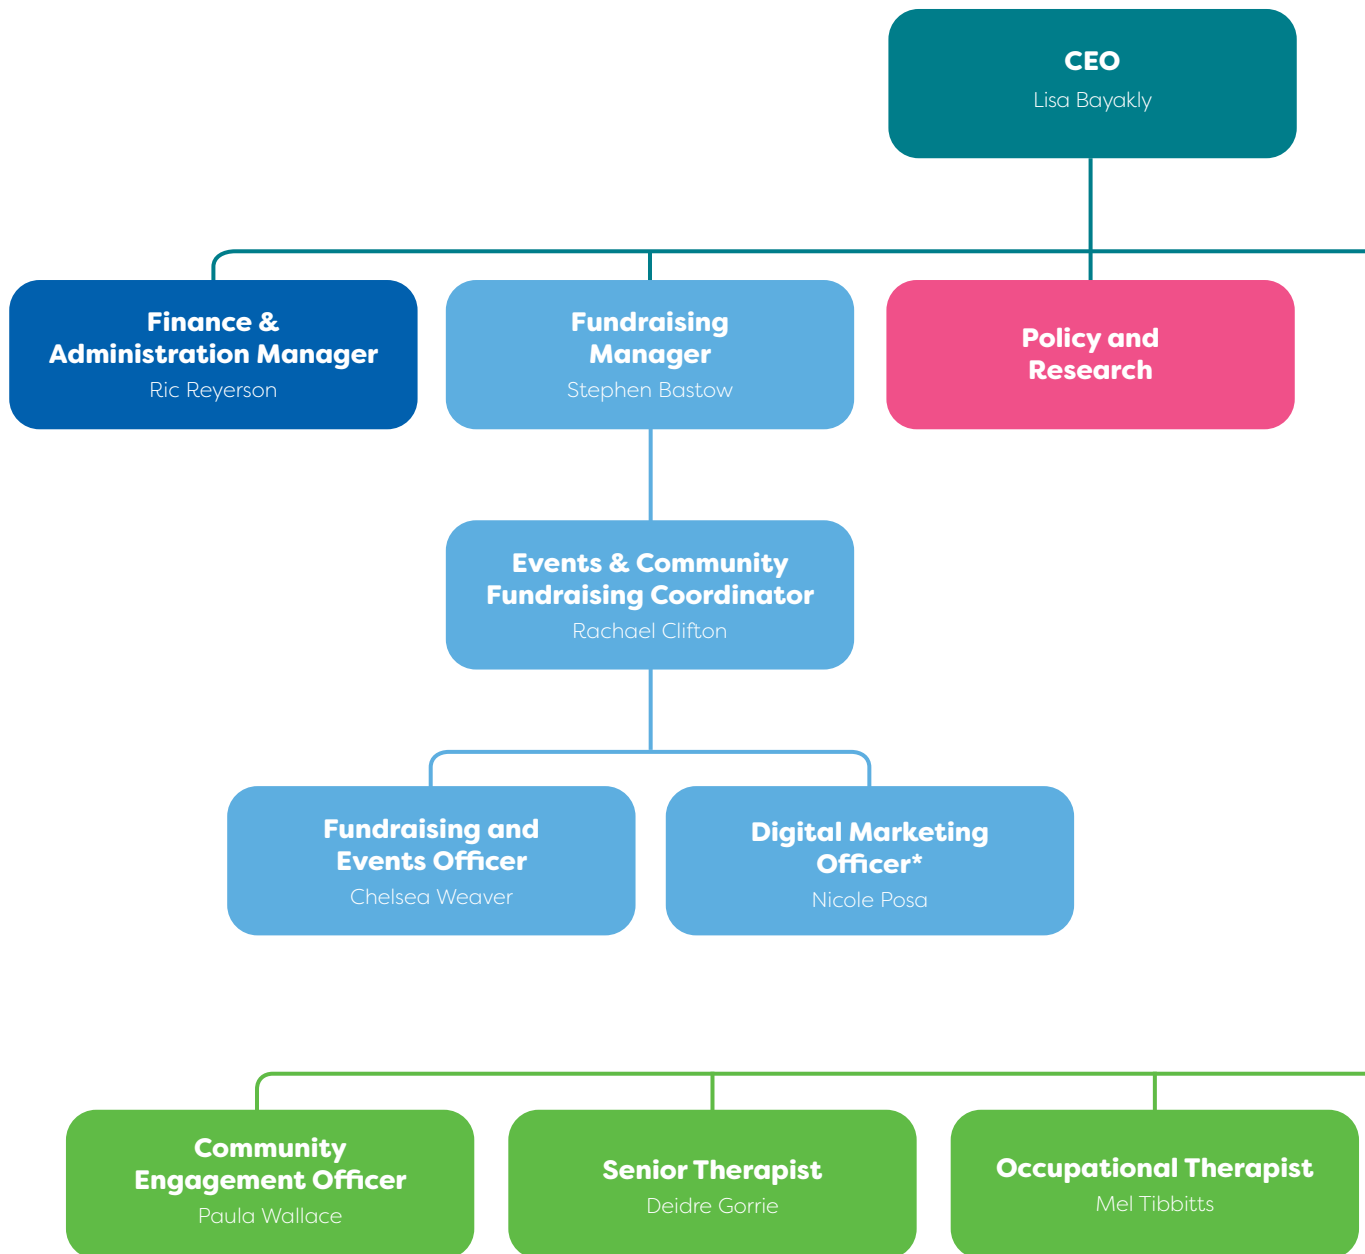 CEO
Lisa Bayakly
Finance &
Administration Manager
Ric Reyerson
Fundraising
Manager
Stephen Bastow
Policy and
Research
Events & Community
Fundraising Coordinator
Rachael Clifton
Fundraising and
Events Officer
Chelsea Weaver
Digital Marketing
Officer*
Nicole Posa
Community
Engagement Officer
Paula Wallace
Senior Therapist
Deidre Gorrie
Occupational Therapist
Mel Tibbitts